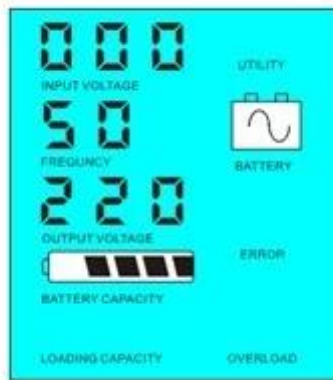 000
INPUT VOLTAGE
UTILITY
50
FREQUNCY
BATTERY
220
OUTPUT VOLTAGE
ERROR
BATTERY CAPACITY
LOADING CAPACITY
OVERLOAD